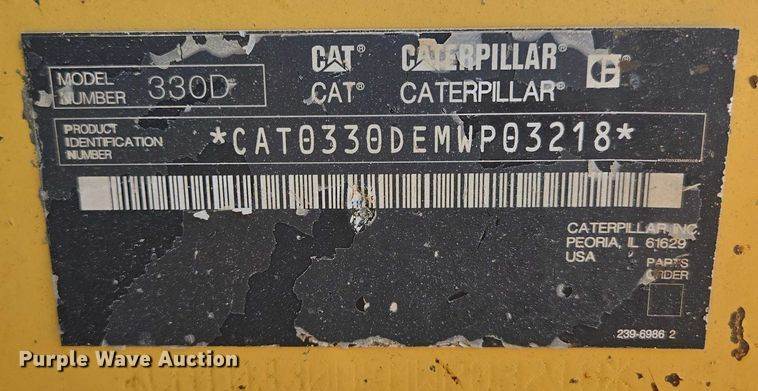 CAT® CATERPILLAR®
MODEL NUMBER 330D
CAT® CATERPILLAR®
PRODUCT IDENTIFICATION NUMBER *CAT0330DEMWP03218*
CATERPILLAR INC.
PEORIA, IL 61629
USA
PARTS ORDER
239-6986 2
Purple Wave Auction